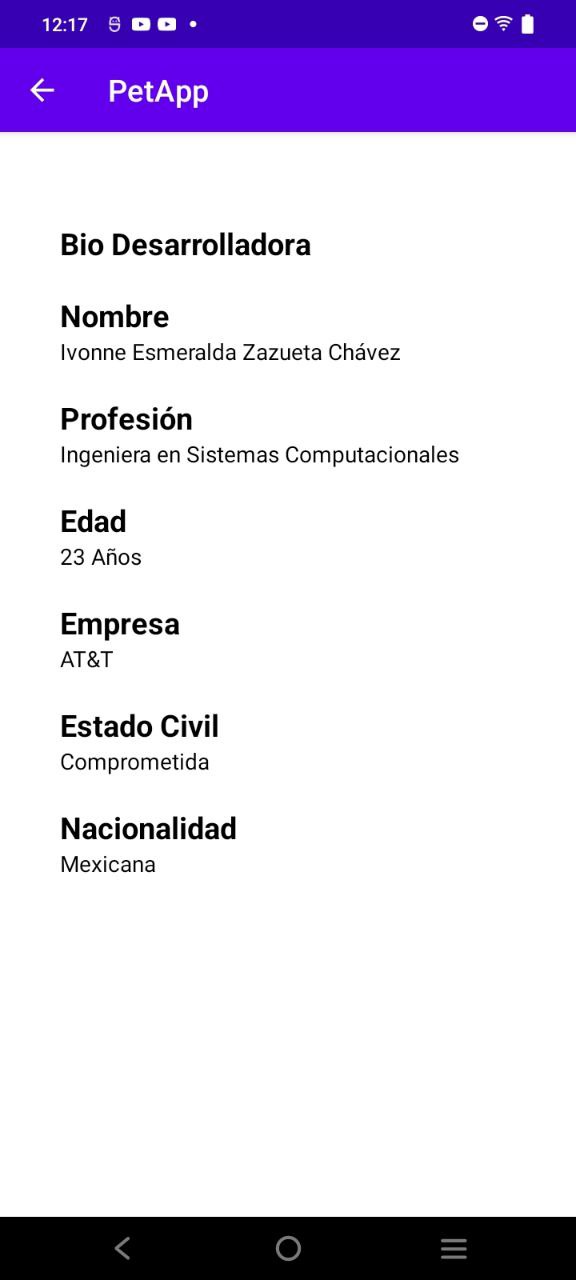 12:17
PetApp
Bio Desarrolladora
Nombre
Ivonne Esmeralda Zazueta Chávez
Profesión
Ingeniera en Sistemas Computacionales
Edad
23 Años
Empresa
AT&T
Estado Civil
Comprometida
Nacionalidad
Mexicana